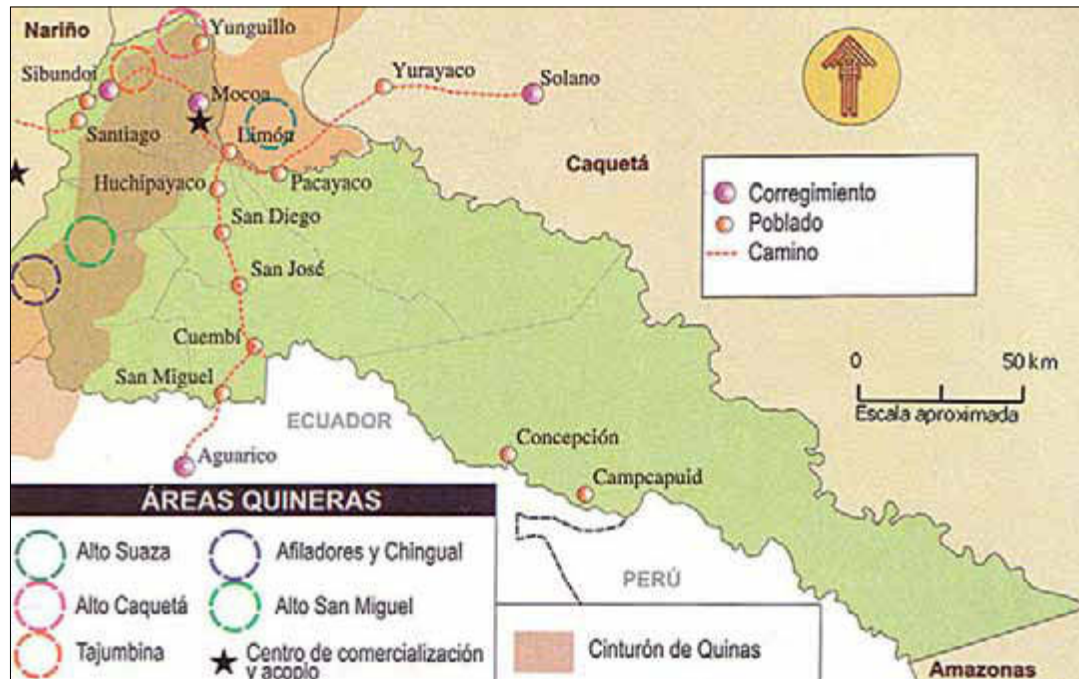 Nariño
Yunguillo
Sibundoi
Mocoa
Yurayaco
Solano
Santiago
Limón
Caquetá
Huchipayaco
Pacayaco
Corregimiento
Poblado
Camino
San Diego
San José
Cuembí
0 50 km
Escala aproximada
San Miguel
ECUADOR
Aguarico
Concepción
Campcapuid
ÁREAS QUINERAS
Alto Suaza
Afiladores y Chingual
Alto Caquetá
Alto San Miguel
Tajumbina
Centro de comercialización
y acopio
PERÚ
Cinturón de Quinas
Amazonas